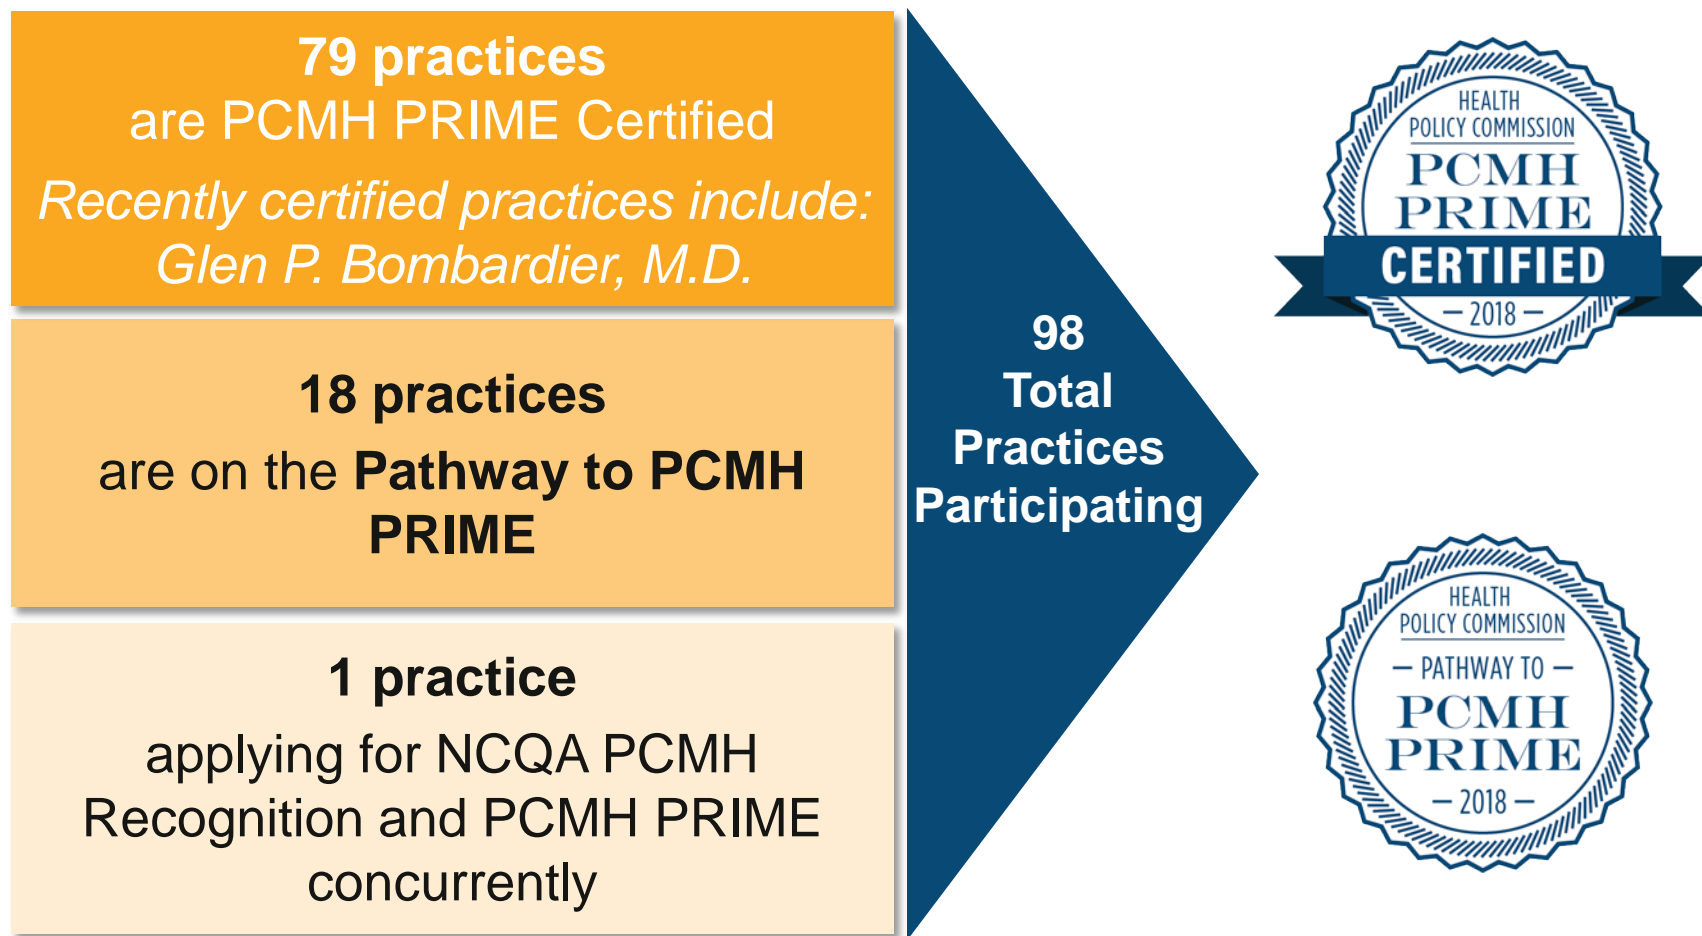 79 practices
are PCMH PRIME Certified
Recently certified practices include:
Glen P. Bombardier, M.D.
18 practices
are on the Pathway to PCMH
PRIME
1 practice
applying for NCQA PCMH
Recognition and PCMH PRIME
concurrently
98
Total
Practices
Participating
HEALTH
POLICY COMMISSION
PCMH
PRIME
CERTIFIED
— 2018 —
HEALTH
POLICY COMMISSION
— PATHWAY TO —
PCMH
PRIME
— 2018 —